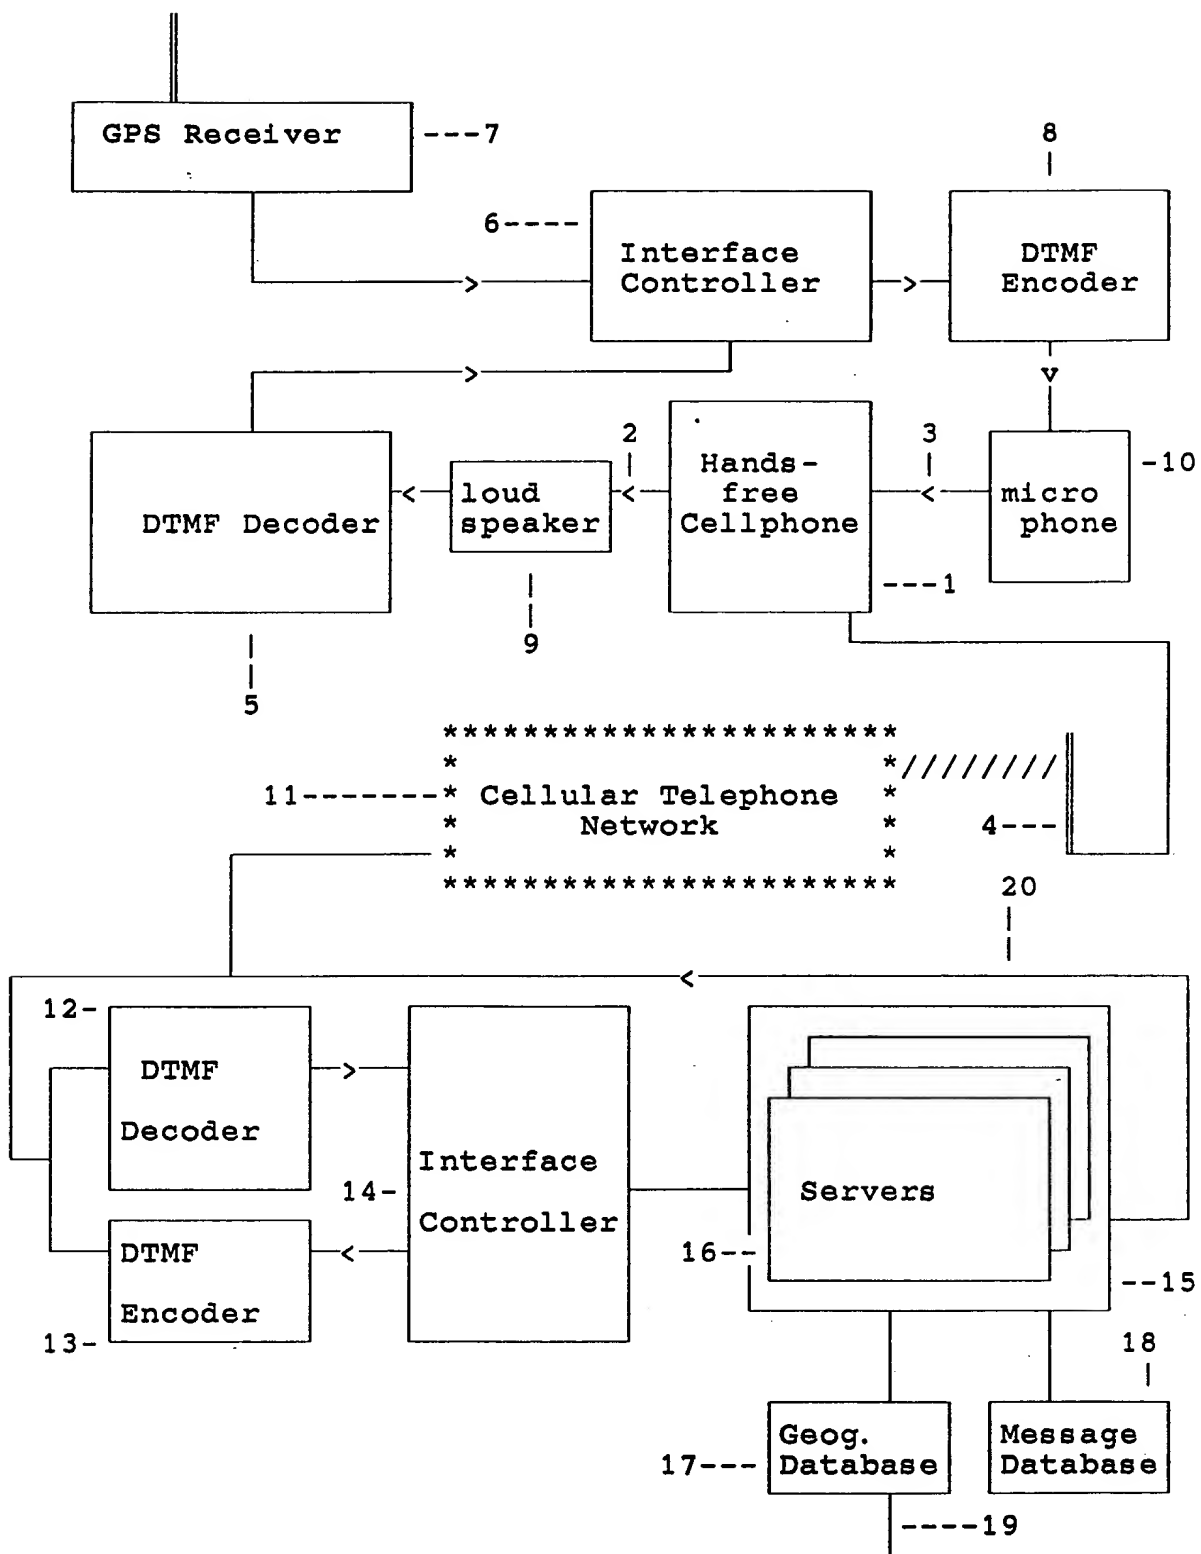 GPS Receiver ---7
8
6----
Interface
Controller
DTMF
Encoder
>
>
>
v
2
3
Hands-
free
Cellphone
-10
<
loud
speaker
<
<
micro
phone
DTMF Decoder
---1
9
5
***********************
* *////////
11-------* Cellular Telephone *
* Network * 4---
* *
***********************
20
<
12-
DTMF
Decoder
>
Interface
Controller
14-
Servers
DTMF
Encoder
<
16--
--15
13-
18
Geog.
Database
Message
Database
17---
----19